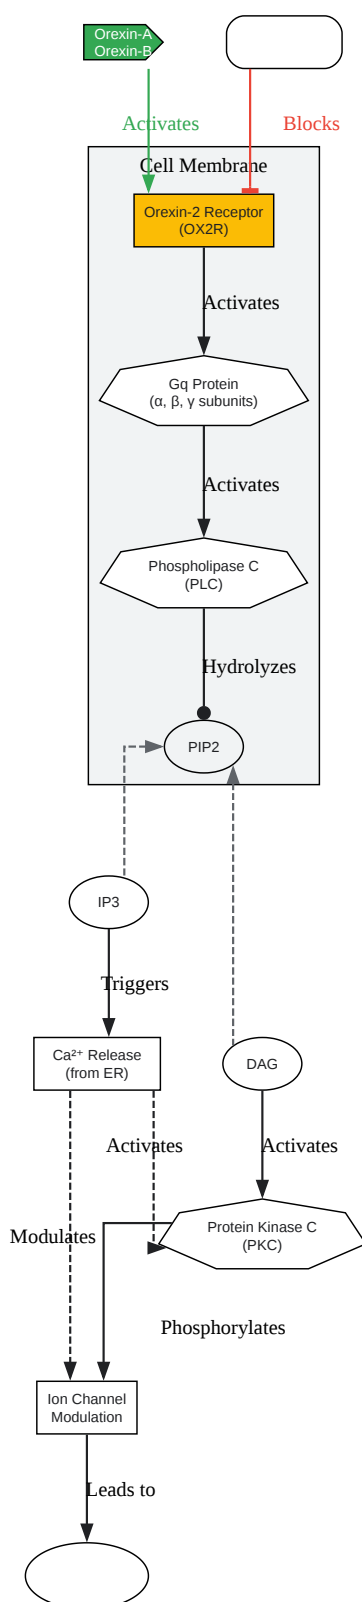 Orexin-A
Orexin-B
Activates
Blocks
Cell Membrane
Orexin-2 Receptor
(OX2R)
Activates
Gq Protein
(α, β, γ subunits)
Activates
Phospholipase C
(PLC)
Hydrolyzes
PIP2
IP3
Triggers
Ca²⁺ Release
(from ER)
DAG
Activates
Activates
Protein Kinase C
(PKC)
Modulates
Phosphorylates
Ion Channel
Modulation
Leads to